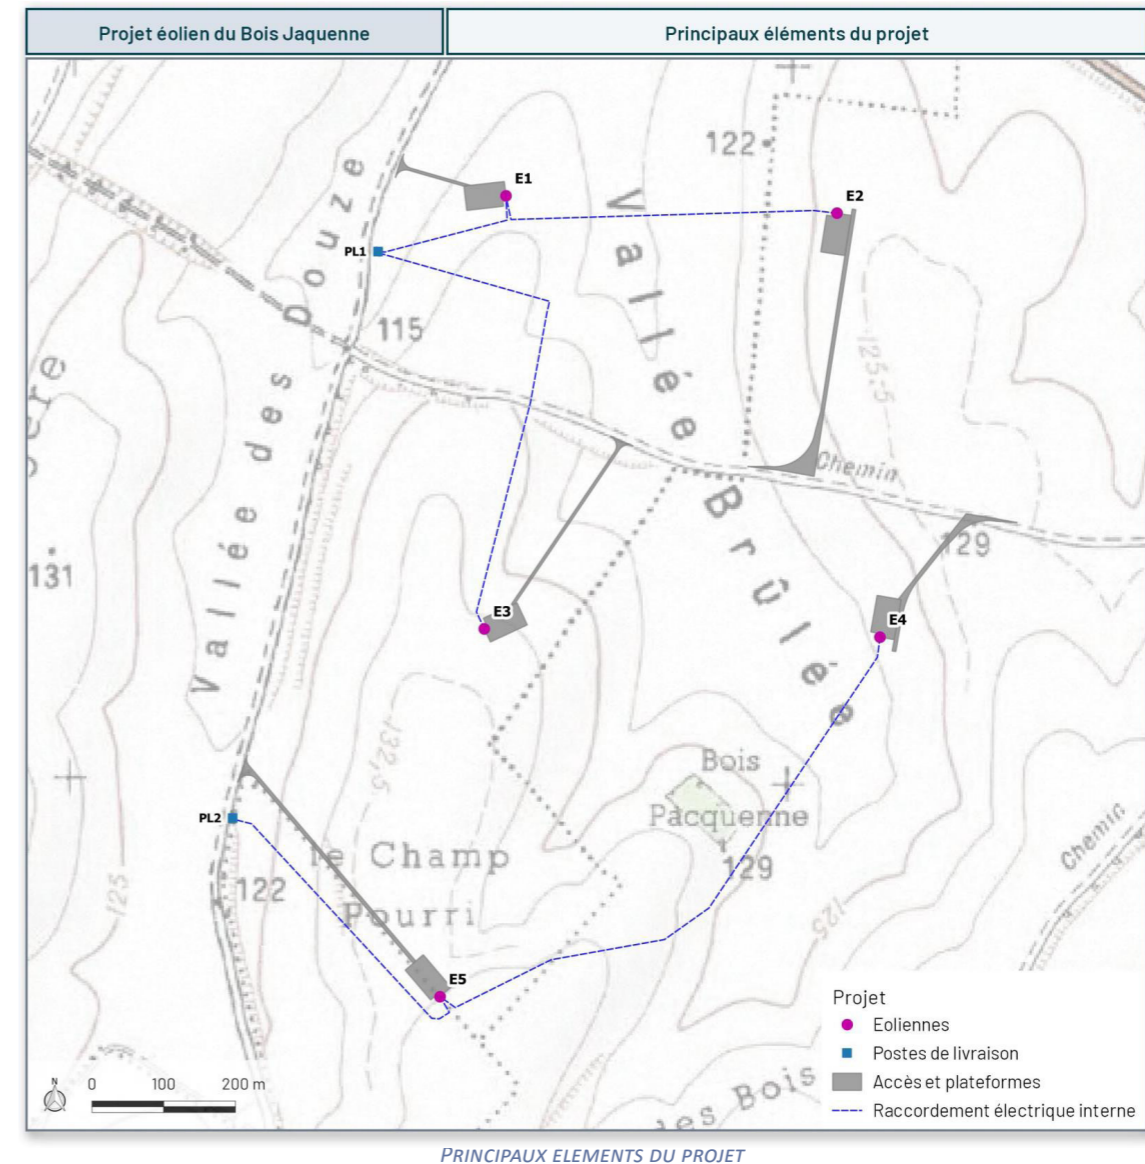 Projet éolien du Bois Jaquenne
Principaux éléments du projet
122
E1
E2
PL1
Vallée des Douze
115
Vallée Brûlée
125:5
Chemin
129
131
E3
E4
132,5
Bois
Pacquenne
129
PL2
le Champ
Pourri
122
125
125
Chemin
E5
des Bois
Projet
Eoliennes
Postes de livraison
Accès et plateformes
Raccordement électrique interne
N
0 100 200 m
PRINCIPAUX ELEMENTS DU PROJET